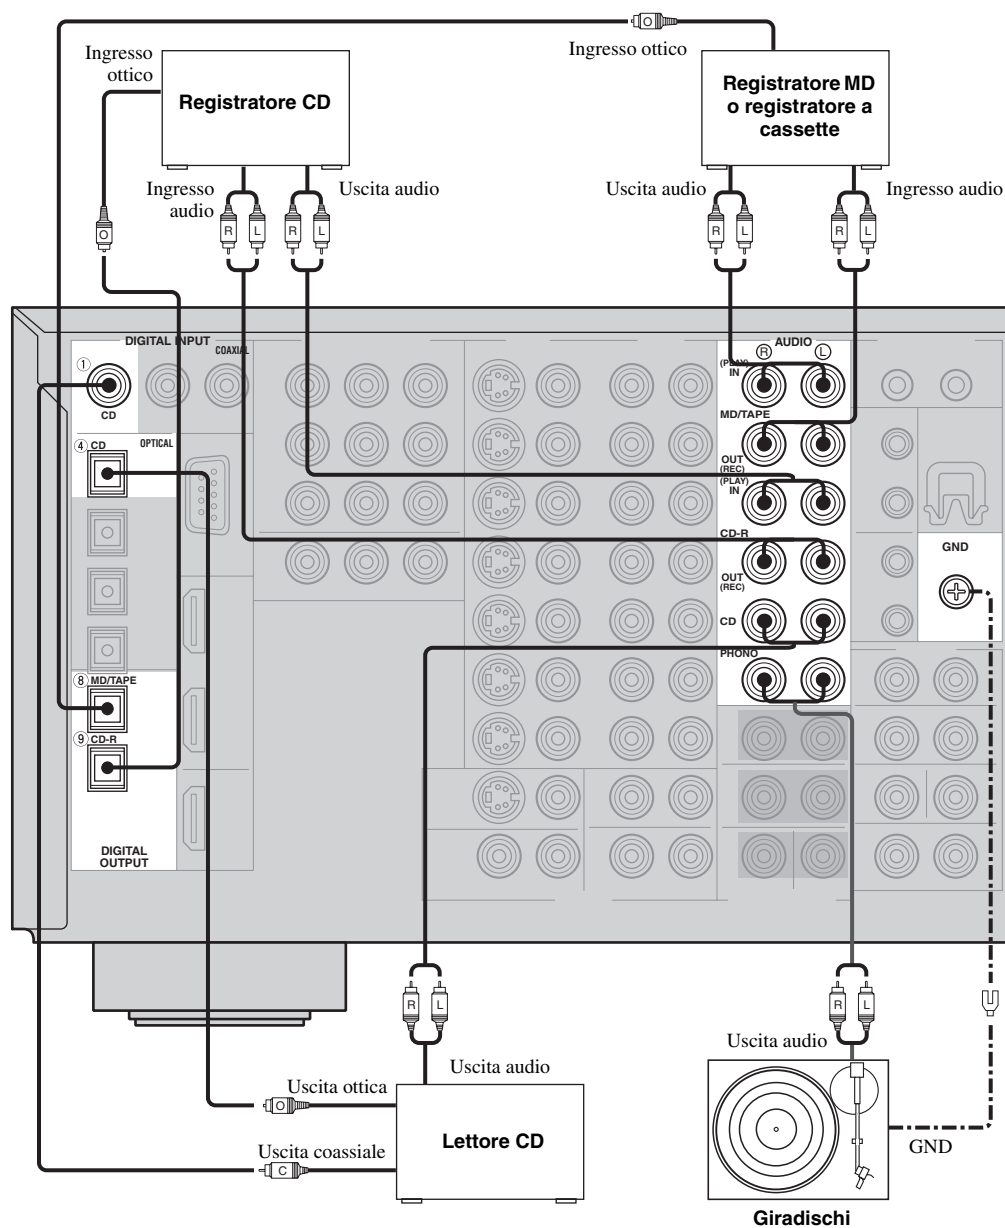 O
Ingresso
ottico
Ingresso ottico
Registratore CD
Registratore MD
o registratore a
cassette
Ingresso
audio
Uscita audio
Uscita audio
Ingresso audio
O
R
L
R
L
R
L
R
L
DIGITAL INPUT
COAXIAL
AUDIO
R
L
1
CD
(PLAY)
IN
MD/TAPE
4 CD
OPTICAL
OUT
(REC)
(PLAY)
IN
CD-R
GND
OUT
(REC)
CD
PHONO
8 MD/TAPE
9 CD-R
DIGITAL
OUTPUT
R
L
R
L
Uscita audio
Uscita audio
Uscita ottica
O
Lettore CD
Uscita coassiale
C
GND
Giradischi